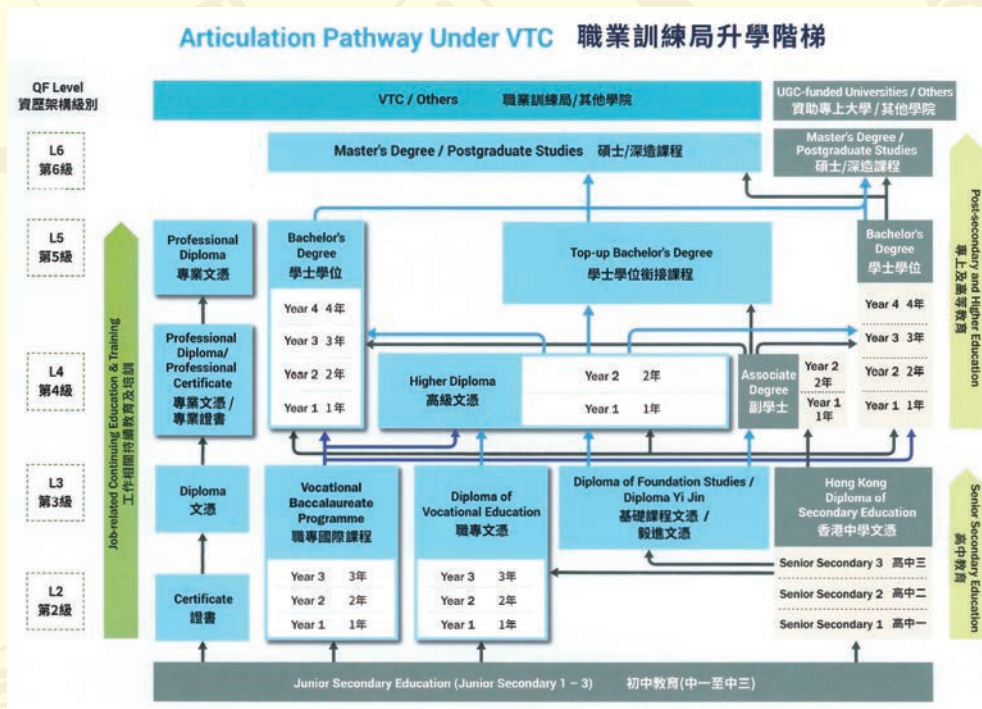 Articulation Pathway Under VTC 職業訓練局升學階梯
QF Level
資歷架構級別
VTC / Others 職業訓練局/其他學院
UGC-funded Universities / Others
資助專上大學/其他學院
L6
第6級
Master's Degree / Postgraduate Studies 碩士/深造課程
Master's Degree /
Postgraduate Studies
碩士/深造課程
L5
第5級
Professional
Diploma
專業文憑
Bachelor's
Degree
學士學位
Year 4 4年
Year 3 3年
Year 2 2年
Year 1 1年
Top-up Bachelor's Degree
學士學位銜接課程
Bachelor's
Degree
學士學位
Year 4 4年
Year 3 3年
Year 2 2年
Year 1 1年
L4
第4級
Professional
Diploma/
Professional
Certificate
專業文憑 /
專業證書
Higher Diploma
高級文憑
Year 2 2年
Year 1 1年
Associate
Degree
副學士
Year 2
2年
Year 1
1年
L3
第3級
Diploma
文憑
Vocational
Baccalaureate
Programme
職專國際課程
Year 3 3年
Year 2 2年
Year 1 1年
Diploma of
Vocational Education
職專文憑
Year 3 3年
Year 2 2年
Year 1 1年
Diploma of Foundation Studies /
Diploma Yi Jin
基礎課程文憑 /
毅進文憑
Hong Kong
Diploma of
Secondary Education
香港中學文憑
Senior Secondary 3 高中三
Senior Secondary 2 高中二
Senior Secondary 1 高中一
L2
第2級
Certificate
證書
Junior Secondary Education (Junior Secondary 1 – 3) 初中教育(中一至中三)
Job-related Continuing Education & Training
工作相關持續教育及培訓
Post-secondary and Higher Education
專上及高等教育
Senior Secondary Education
高中教育